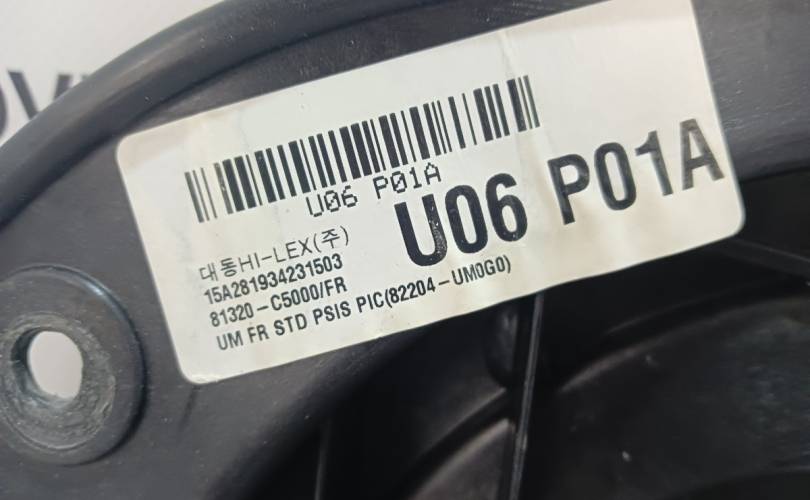 U06 P01A
U06 P01A
대동HI-LEX(주)
15A281934231503
81320-C5000/FR
UM FR STD PSIS PIC(82204-UM0G0)